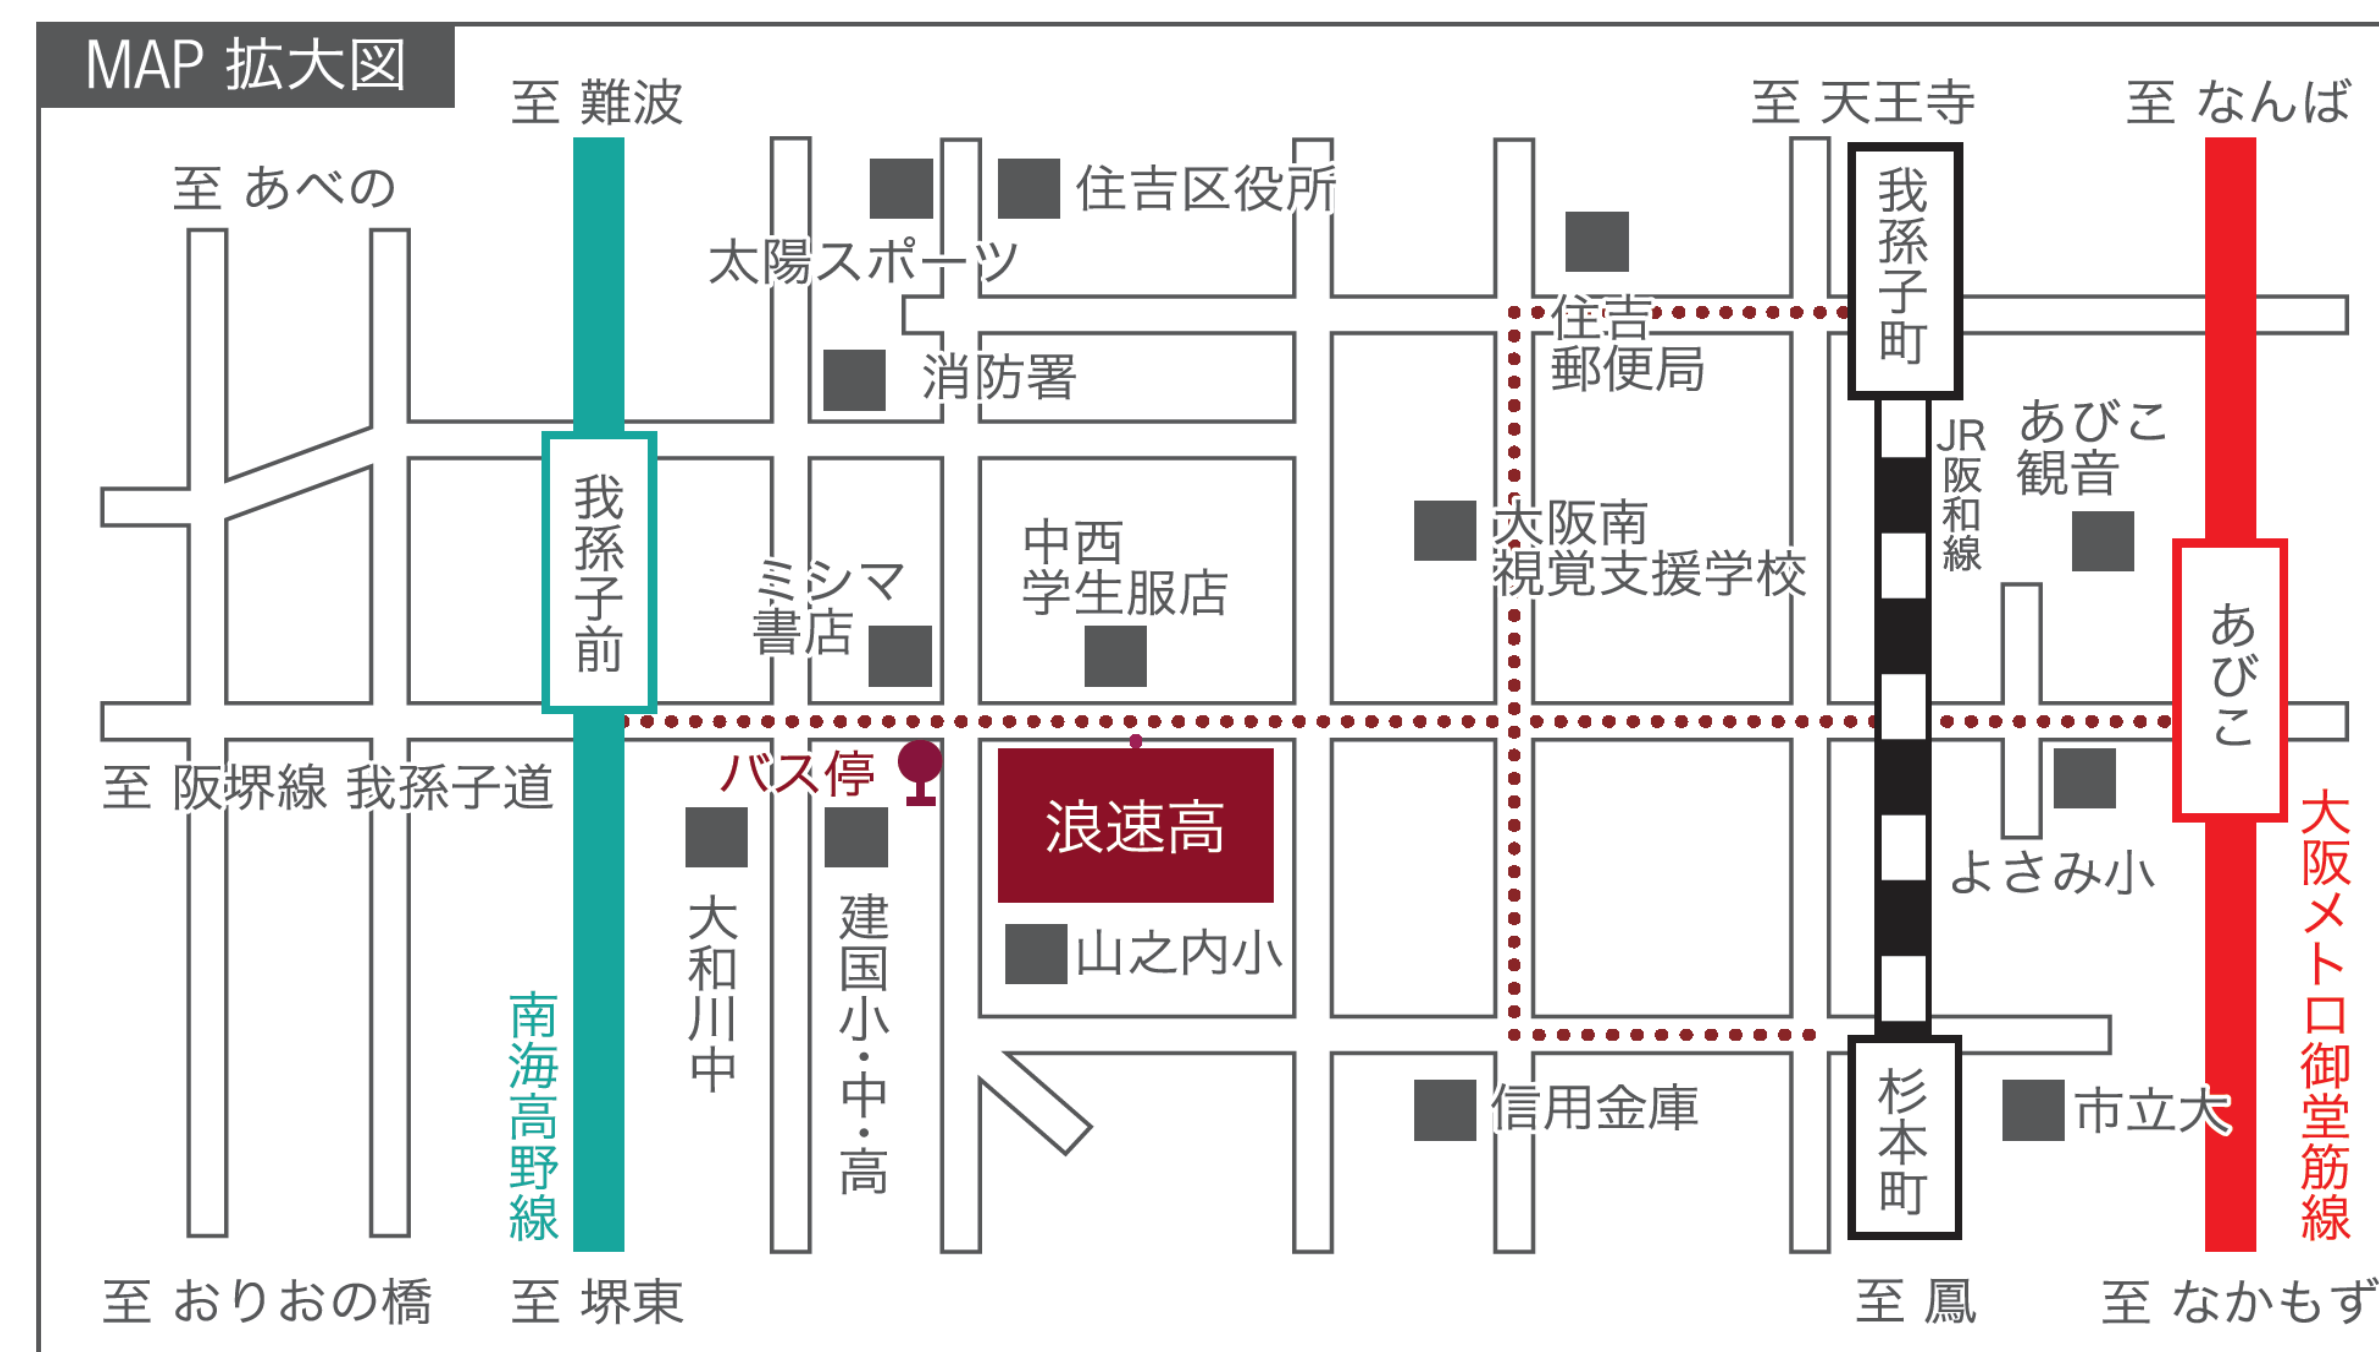 MAP 拡大図
至 難波
至 天王寺
至 なんば
至 あべの
住吉区役所
太陽スポーツ
我孫子町
住吉
郵便局
消防署
JR阪和線
あびこ
観音
我孫子前
中西
学生服店
大阪南
視覚支援学校
ミシマ
書店
あびこ
至 阪堺線 我孫子道
バス停
浪速高
よさみ小
大阪メトロ御堂筋線
大和川中
建国小・中・高
山之内小
南海高野線
信用金庫
杉本町
市立大
至 おりおの橋
至 堺東
至 鳳
至 なかもず